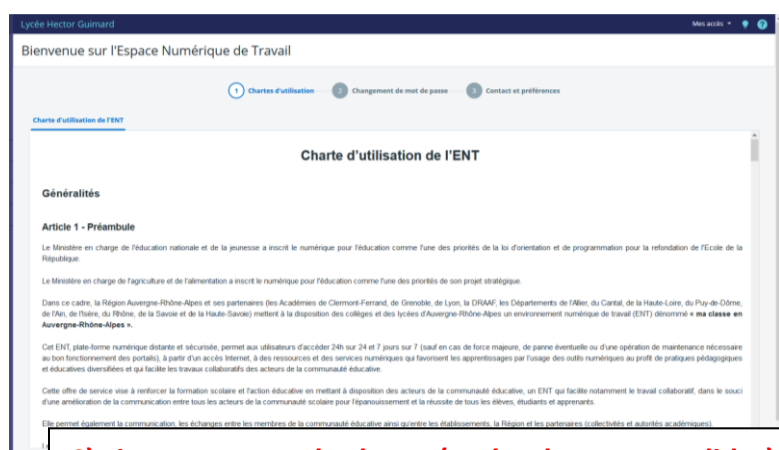 Lycée Hector Guimard
Mes accès
Bienvenue sur l'Espace Numérique de Travail
1 Chartes d'utilisation 2 Changement de mot de passe 3 Contact et préférences
Charte d'utilisation de l'ENT
Charte d'utilisation de l'ENT
Généralités
Article 1 - Préambule
Le Ministère en charge de l'éducation nationale et de la jeunesse a inscrit le numérique pour l'éducation comme l'une des priorités de la loi d'orientation et de programmation pour la refondation de l'Ecole de la
République.
Le Ministère en charge de l'agriculture et de l'alimentation a inscrit le numérique pour l'éducation comme l'une des priorités de son projet stratégique.
Dans ce cadre, la Région Auvergne-Rhône-Alpes et ses partenaires (les Académies de Clermont-Ferrand, de Grenoble, de Lyon, la DRAAF, les Départements de l'Allier, du Cantal, de la Haute-Loire, du Puy-de-Dôme,
de l'Ain, de l'Isère, du Rhône, de la Savoie et de la Haute-Savoie) mettent à la disposition des collèges et des lycées d'Auvergne-Rhône-Alpes un environnement numérique de travail (ENT) dénommé « ma classe en
Auvergne-Rhône-Alpes ».
Cet ENT, plate-forme numérique distante et sécurisée, permet aux utilisateurs d'accéder 24h sur 24 et 7 jours sur 7 (sauf en cas de force majeure, de panne éventuelle ou d'une opération de maintenance nécessaire
au bon fonctionnement des portails), à partir d'un accès Internet, à des ressources et des services numériques qui favorisent les apprentissages par l'usage des outils numériques au profit de pratiques pédagogiques
et éducatives diversifiées et qui facilite les travaux collaboratifs des acteurs de la communauté éducative.
Cette offre de service vise à renforcer la formation scolaire et l'action éducative en mettant à disposition des acteurs de la communauté éducative, un ENT qui facilite notamment le travail collaboratif, dans le souci
d'une amélioration de la communication entre tous les acteurs de la communauté scolaire pour l'épanouissement et la réussite de tous les élèves, étudiants et apprenants.
Elle permet également la communication, les échanges entre les membres de la communauté éducative ainsi qu'entre les établissements, la Région et les partenaires (collectivités et autorités académiques).